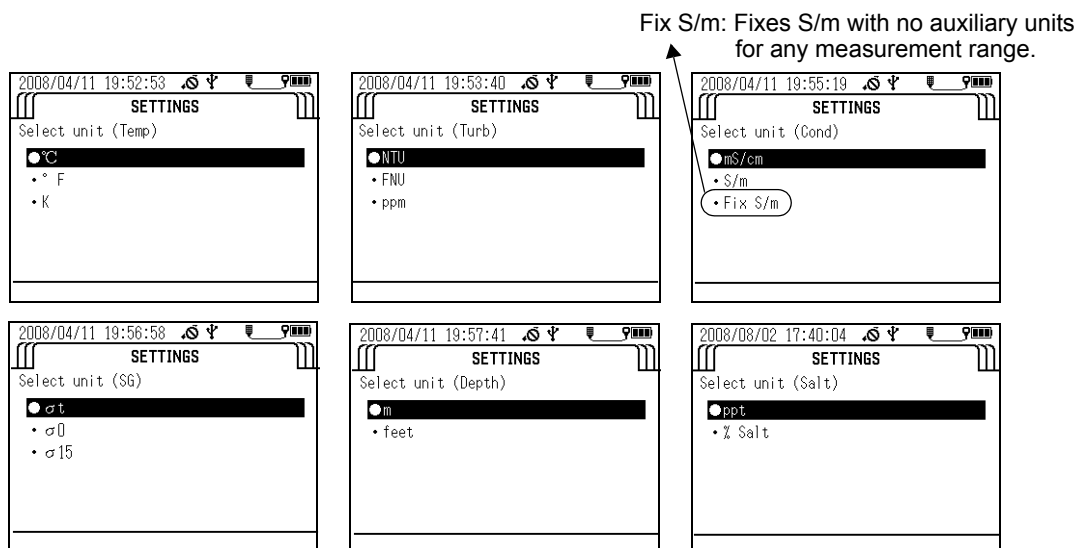 Fix S/m: Fixes S/m with no auxiliary units
for any measurement range.
2008/04/11 19:52:53
SETTINGS
Select unit (Temp)
●℃
・° F
・K
2008/04/11 19:53:40
SETTINGS
Select unit (Turb)
●NTU
・FNU
・ppm
2008/04/11 19:55:19
SETTINGS
Select unit (Cond)
●mS/cm
・S/m
・Fix S/m
2008/04/11 19:56:58
SETTINGS
Select unit (SG)
●σt
・σ0
・σ15
2008/04/11 19:57:41
SETTINGS
Select unit (Depth)
●m
・feet
2008/08/02 17:40:04
SETTINGS
Select unit (Salt)
●ppt
・% Salt